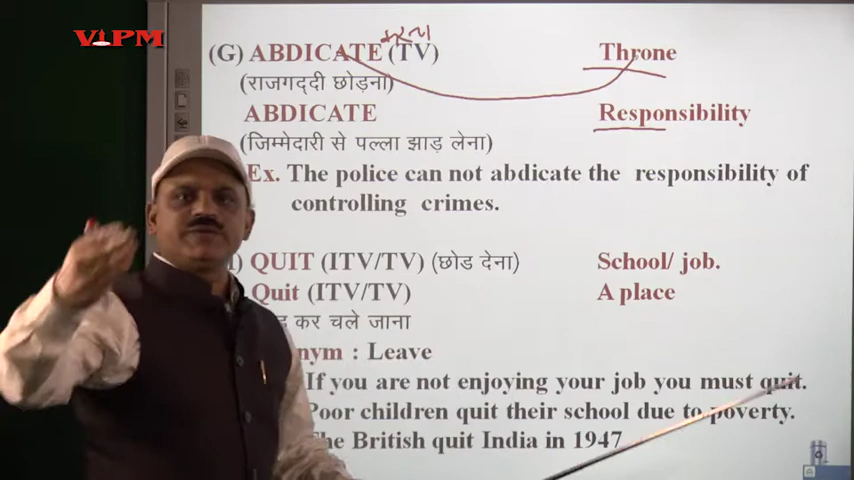 VIPM
(G) ABDICATE (TV) Throne
(राजगद्दी छोड़ना)
ABDICATE Responsibility
(जिम्मेदारी से पल्ला झाड़ लेना)
Ex. The police can not abdicate the responsibility of
controlling crimes.
QUIT (ITV/TV) (छोड देना) School/ job.
Quit (ITV/TV) A place
कर चले जाना
: Leave
If you are not enjoying your job you must quit.
Poor children quit their school due to poverty.
The British quit India in 1947